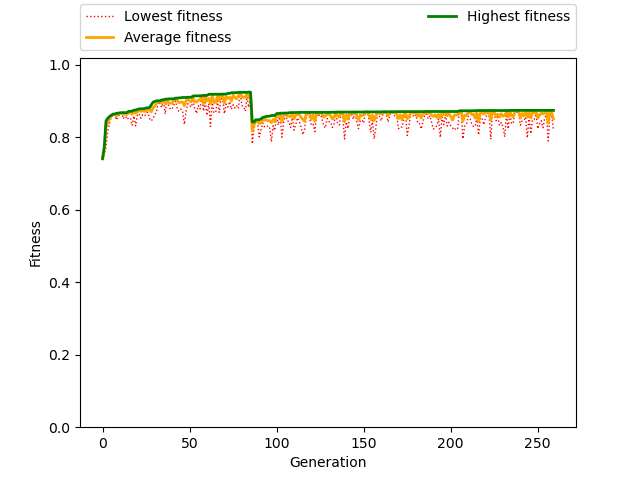 Lowest fitness
Average fitness
Highest fitness
1.0
0.8
0.6
0.4
0.2
0.0
Fitness
0 50 100 150 200 250
Generation